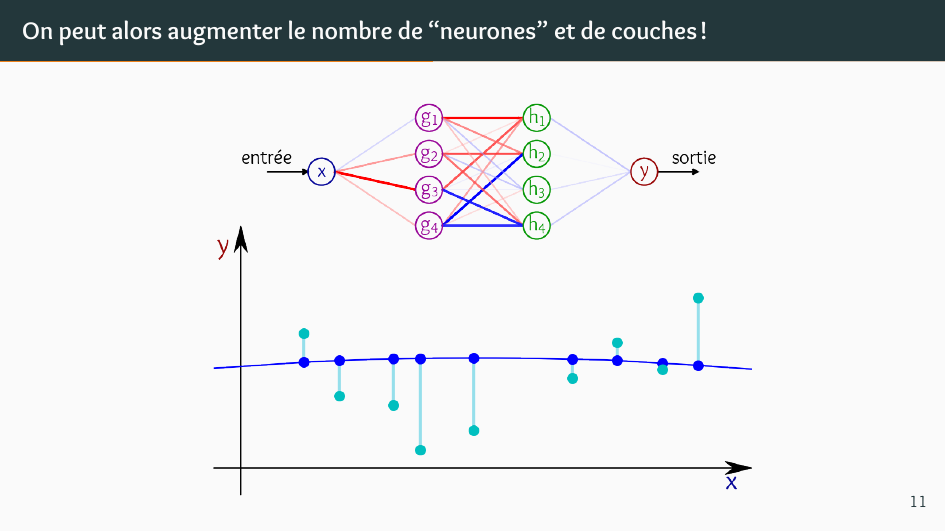 On peut alors augmenter le nombre de “neurones” et de couches !
g1 h1
entrée x g2 h2 y sortie
g3 h3
g4 h4
y
x
11